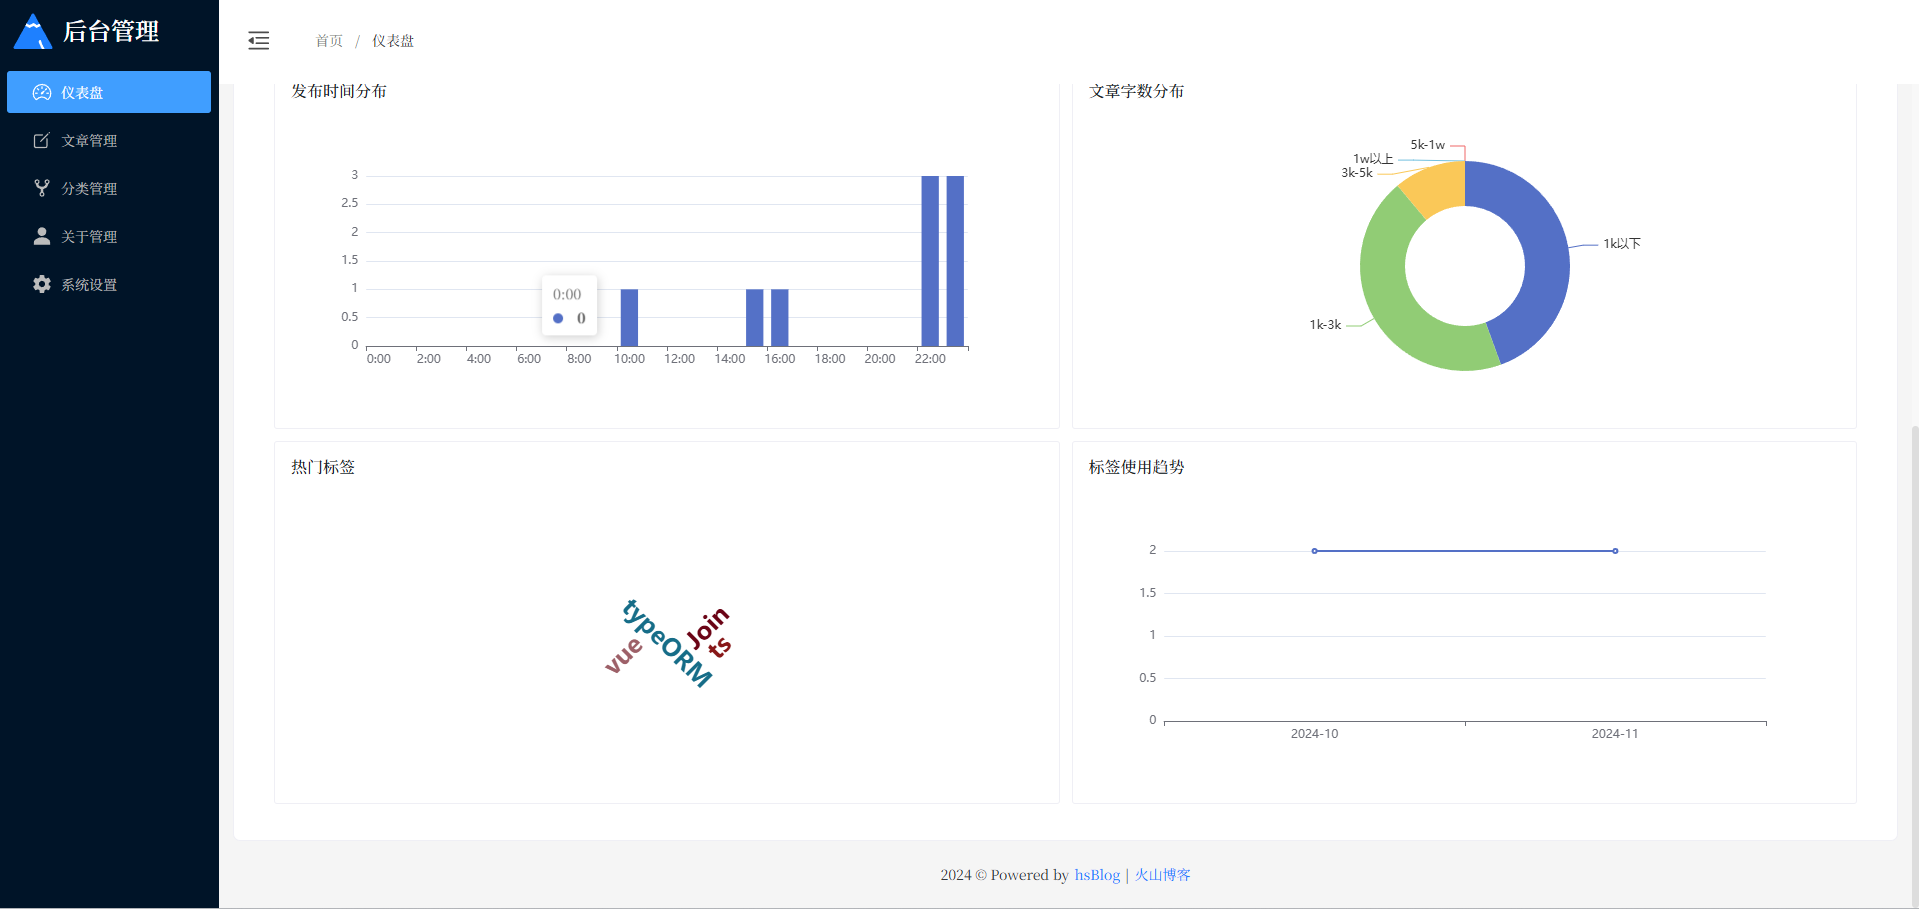 后台管理
仪表盘
文章管理
分类管理
关于管理
系统设置
首页 / 仪表盘
发布时间分布
3
2.5
2
1.5
1
0.5
0
0:00
0
0:00 2:00 4:00 6:00 8:00 10:00 12:00 14:00 16:00 18:00 20:00 22:00
文章字数分布
5k-1w
1w以上
3k-5k
1k以下
1k-3k
热门标签
typeORM
Join
ts
vue
标签使用趋势
2
1.5
1
0.5
0
2024-10 2024-11
2024 © Powered by hsBlog | 火山博客